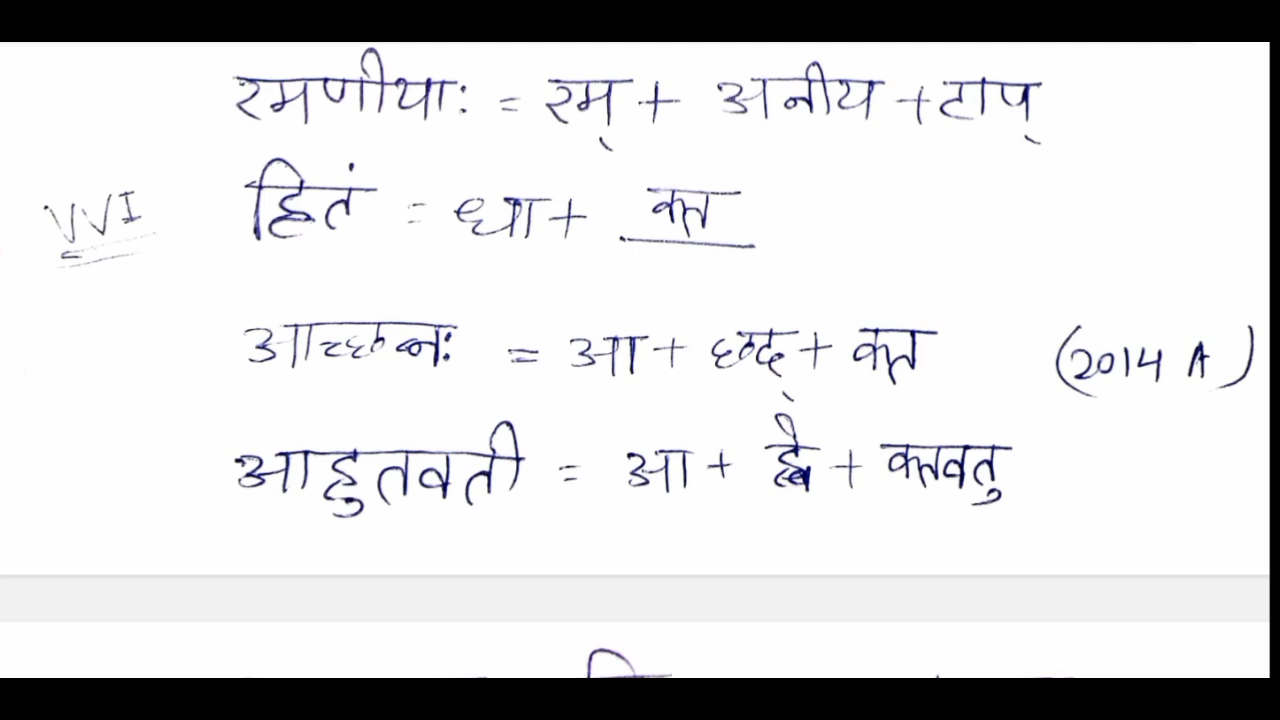 रमणीयाः = रम् + अनीय + टाप्
VVI हितं = धा + क्त
आच्छन्नः = आ + छद् + क्त (2014 A)
आहुतवती = आ + ह्वे + क्तवतु